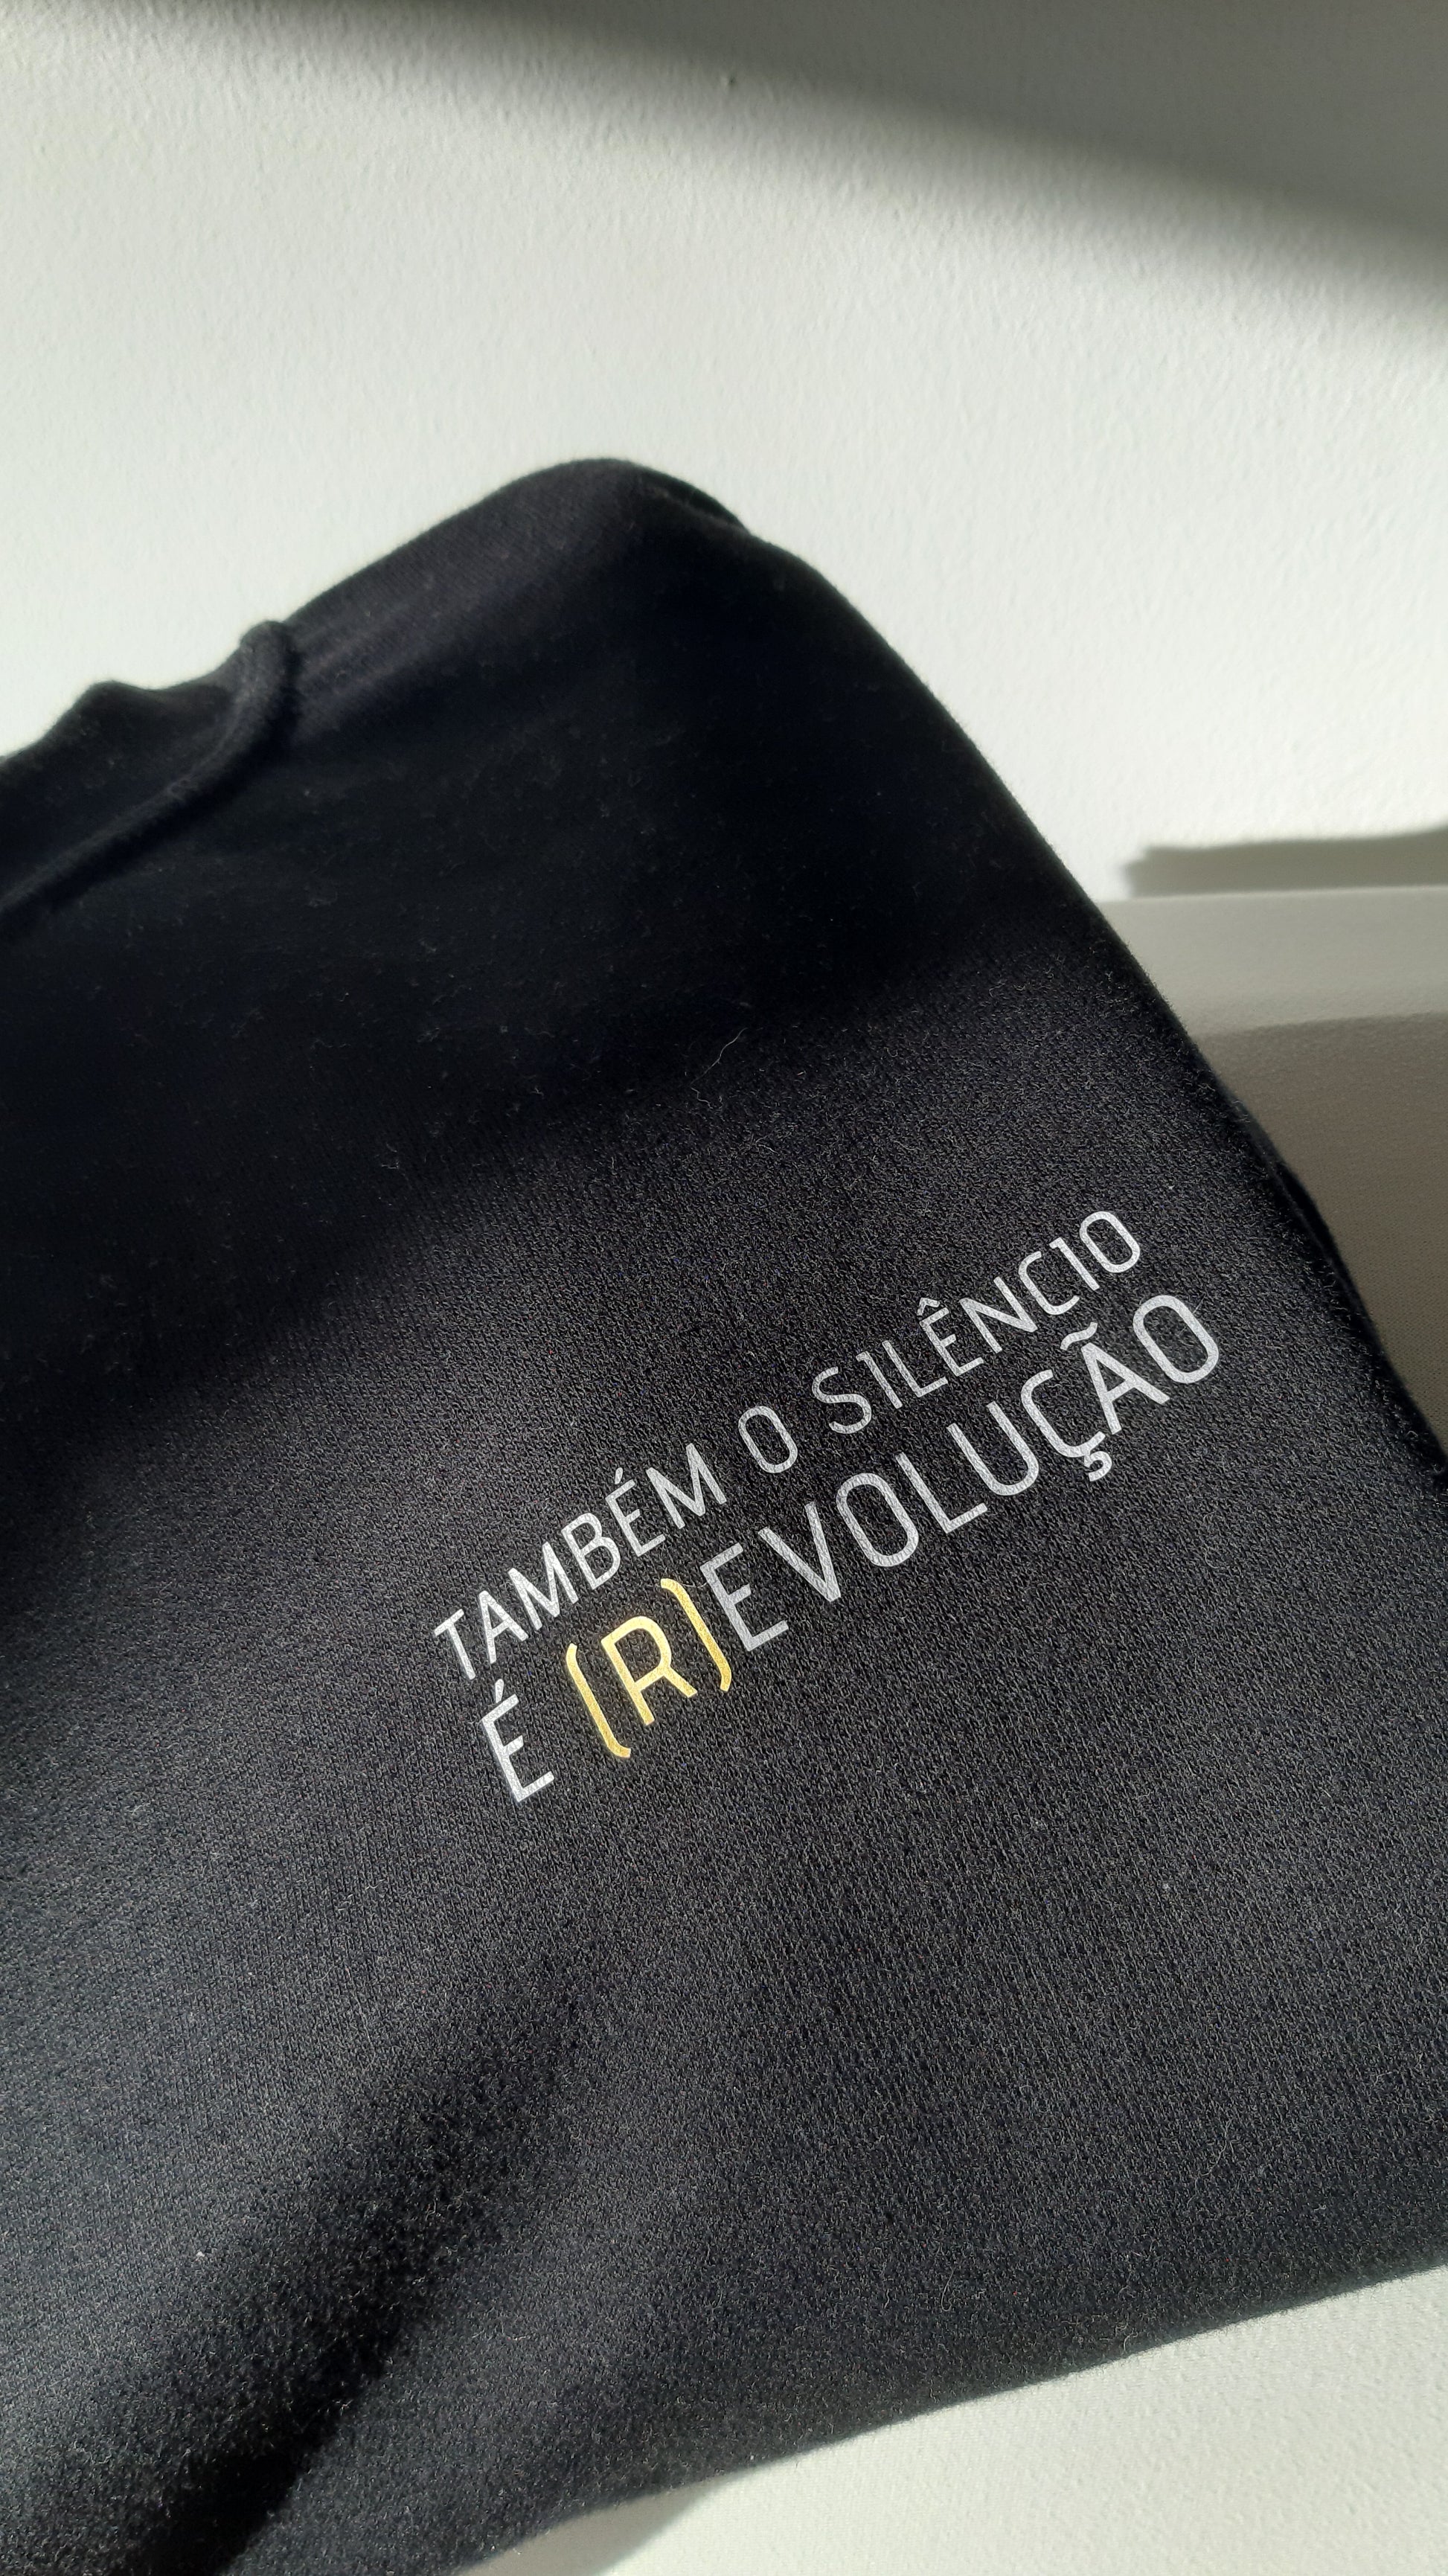 TAMBÉM O SILÊNCIO
É (R)EVOLUÇÃO